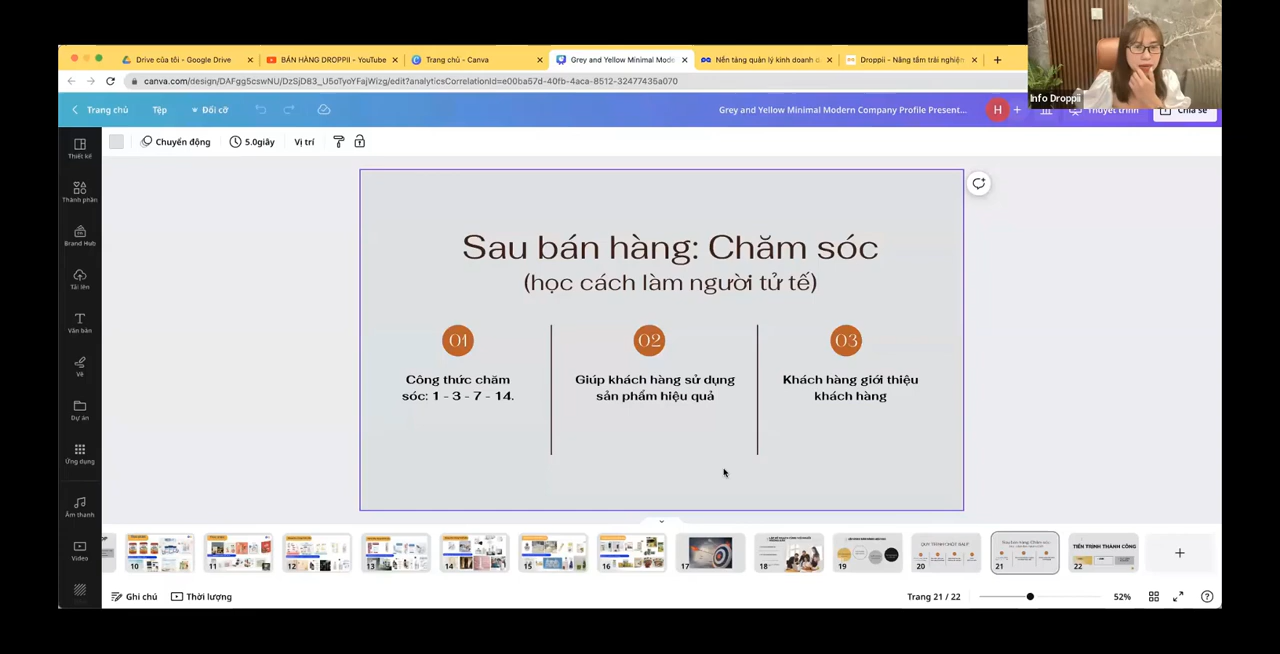 Drive của tôi - Google Drive
BÁN HÀNG DROPPII - YouTube
Trang chủ - Canva
Grey and Yellow Minimal Mode
Nền tảng quản lý kinh doanh c
Droppii - Nâng tầm trải nghiện
canva.com/design/DAFgg5cswNU/DzSjD83_U5oTyoYFajWizg/edit?analyticsCorrelationId=e00ba57d-40fb-4aca-8512-32477435a070
Info Droppii
Trang chủ
Tệp
Đổi cỡ
Grey and Yellow Minimal Modern Company Profile Present...
H
Thuyết trình
Chia sẻ
Chuyển động
5.0giây
Vị trí
Thiết kế
Thành phần
Brand Hub
Tải lên
Văn bản
Vẽ
Dự án
Ứng dụng
Âm thanh
Video
Sau bán hàng: Chăm sóc
(học cách làm người tử tế)
01
Công thức chăm
sóc: 1 - 3 - 7 - 14.
02
Giúp khách hàng sử dụng
sản phẩm hiệu quả
03
Khách hàng giới thiệu
khách hàng
10
11
12
13
14
15
16
17
18
19
20
21
TIẾN TRÌNH THÀNH CÔNG
22
Ghi chú
Thời lượng
Trang 21 / 22
52%